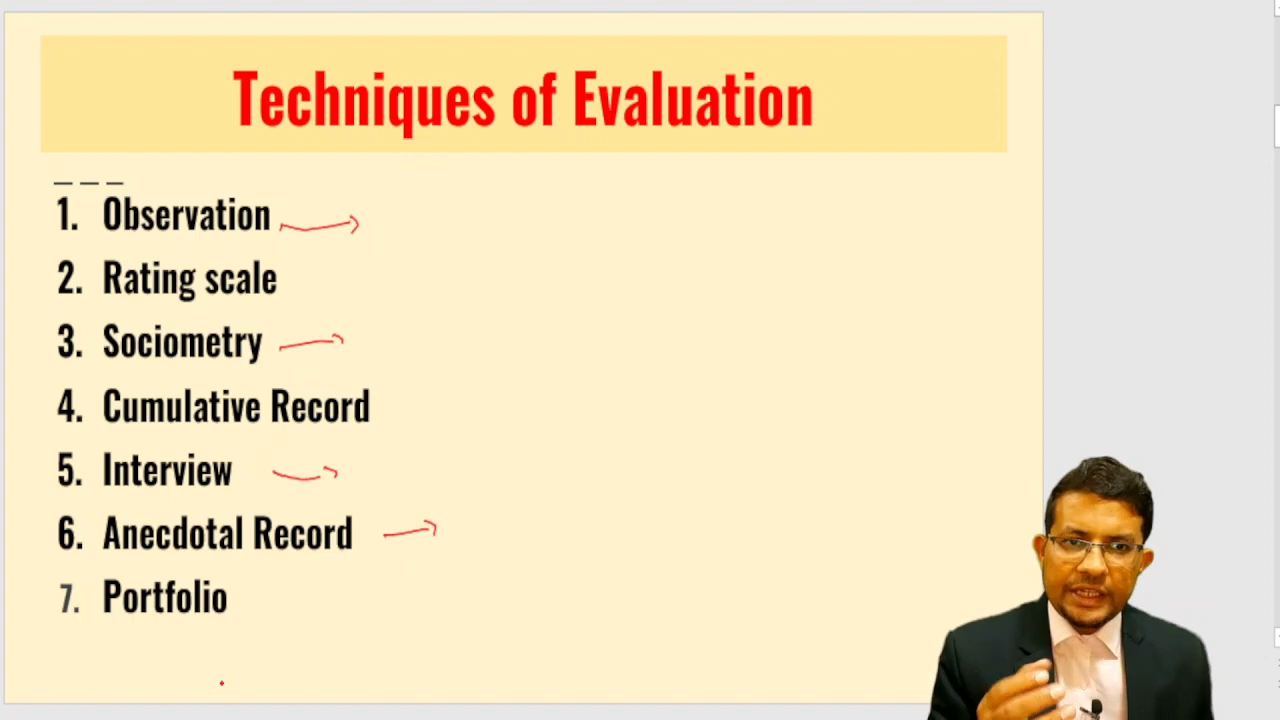 Techniques of Evaluation
1. Observation
2. Rating scale
3. Sociometry
4. Cumulative Record
5. Interview
6. Anecdotal Record
7. Portfolio